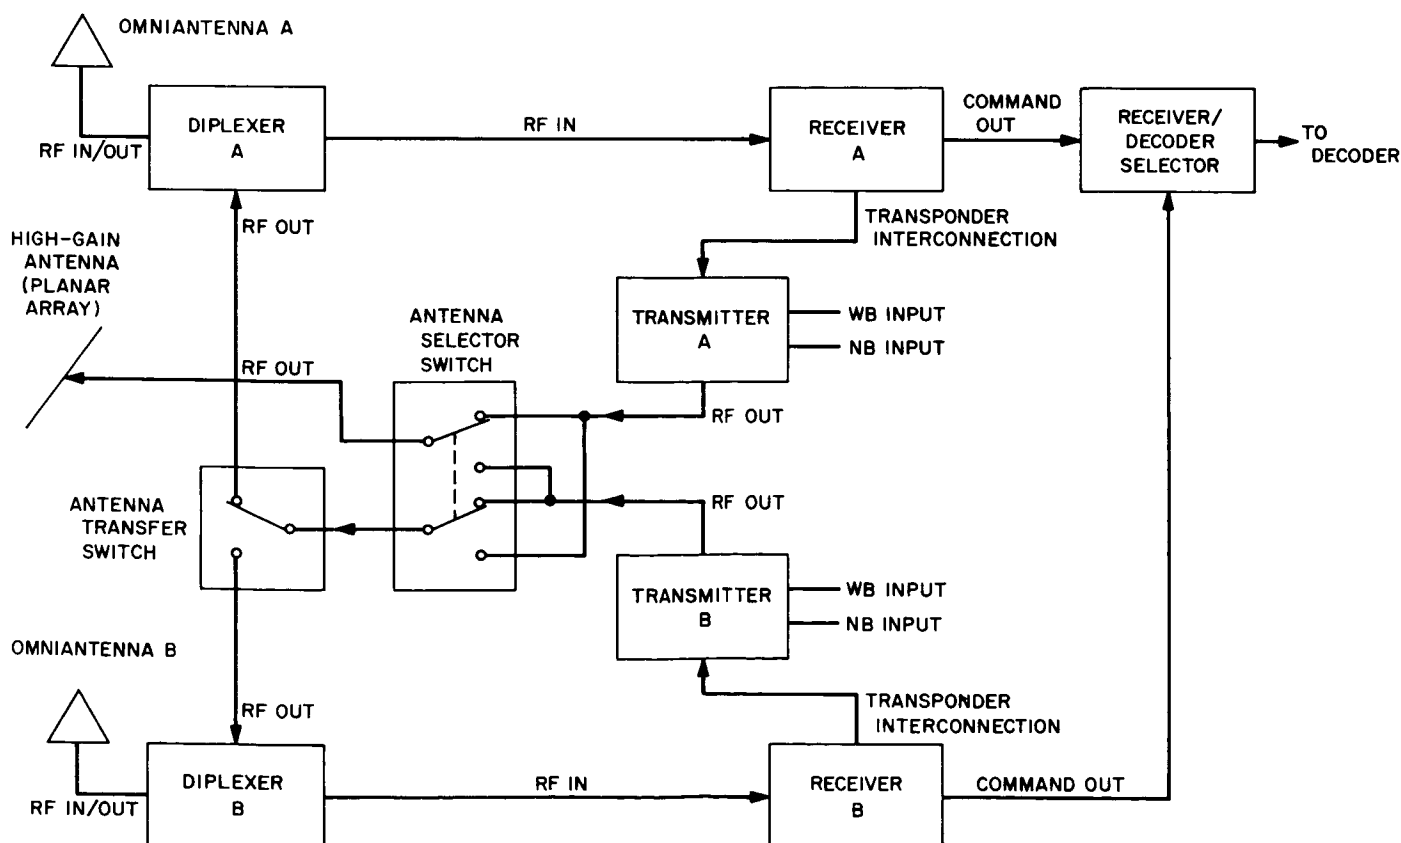 OMNIANTENNA A
DIPLEXER
A
RF IN/OUT
RF IN
RECEIVER
A
COMMAND
OUT
RECEIVER/
DECODER
SELECTOR
TO
DECODER
RF OUT
TRANSPONDER
INTERCONNECTION
HIGH-GAIN
ANTENNA
(PLANAR
ARRAY)
RF OUT
ANTENNA
SELECTOR
SWITCH
TRANSMITTER
A
WB INPUT
NB INPUT
RF OUT
ANTENNA
TRANSFER
SWITCH
RF OUT
TRANSMITTER
B
WB INPUT
NB INPUT
OMNIANTENNA B
RF OUT
TRANSPONDER
INTERCONNECTION
RF IN/OUT
DIPLEXER
B
RF IN
RECEIVER
B
COMMAND OUT